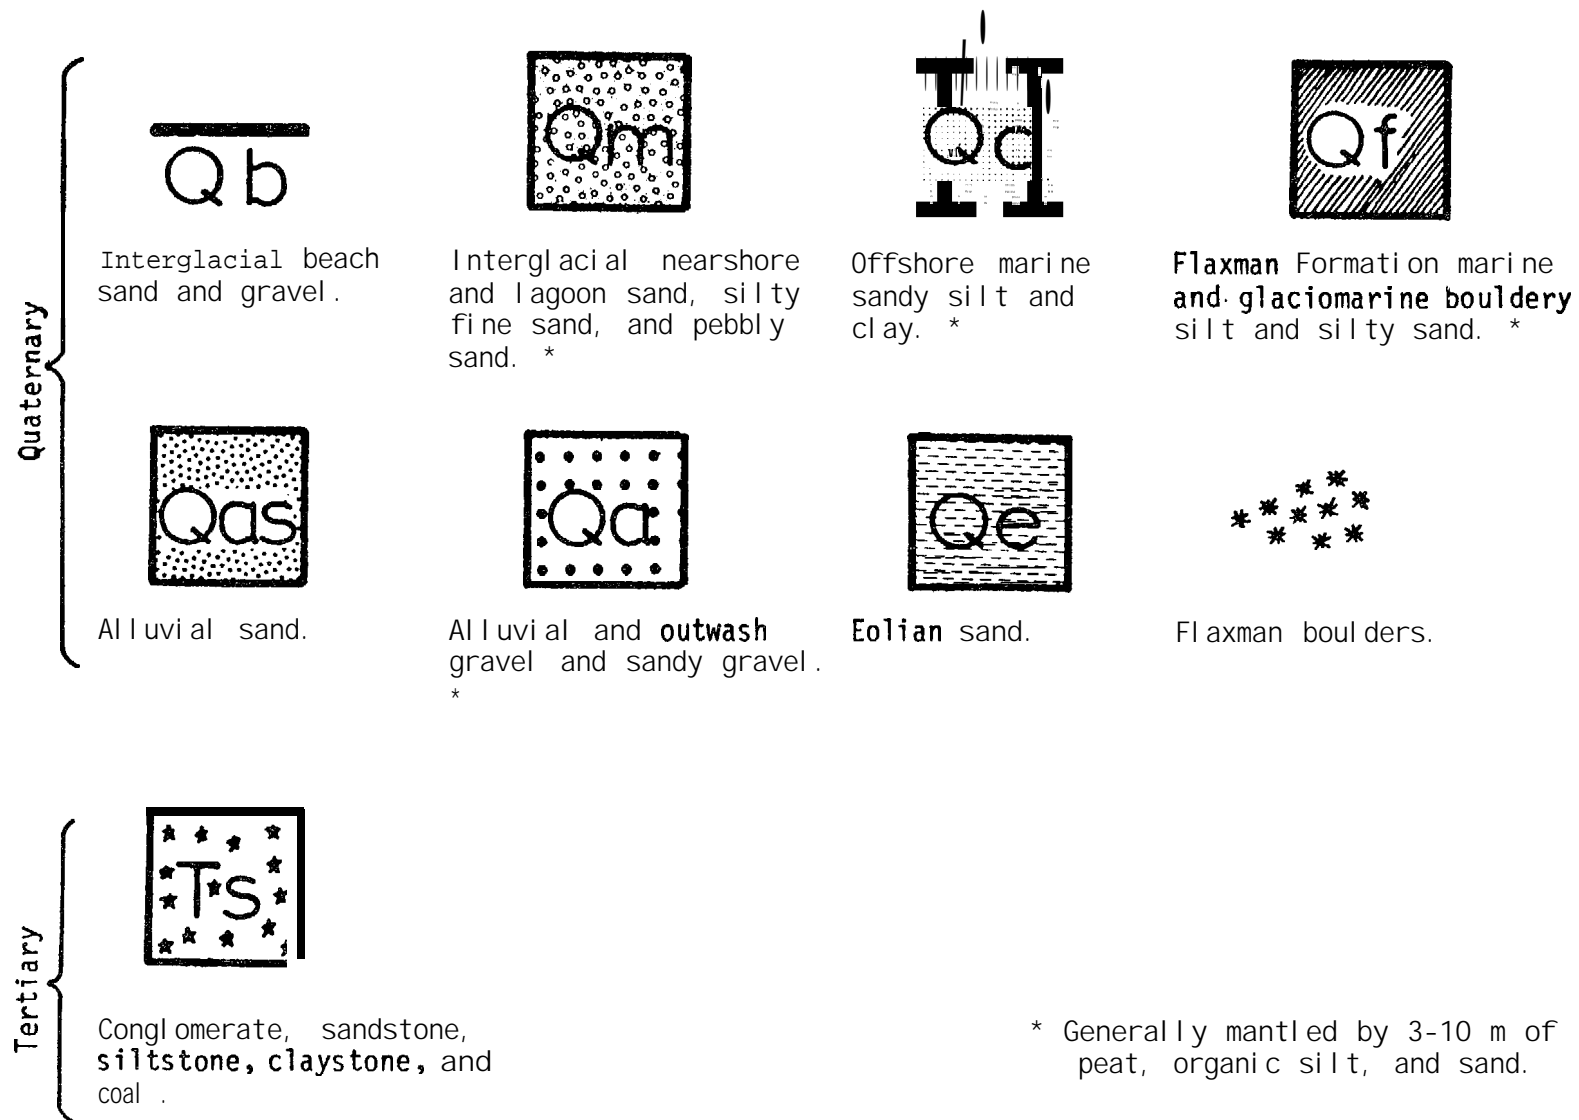 Quaternary
Qb
Interglacial beach
sand and gravel.
Qm
Interglacial nearshore
and lagoon sand, silty
fine sand, and pebbly
sand. *
Offshore marine
sandy silt and
clay. *
Qf
Flaxman Formation marine
and glaciomarine bouldery
silt and silty sand. *
Qas
Alluvial sand.
Qa
Alluvial and outwash
gravel and sandy gravel.
*
Qe
Eolian sand.
Flaxman boulders.
Tertiary
Ts
Conglomerate, sandstone,
siltstone, claystone, and
coal .
* Generally mantled by 3-10 m of
peat, organic silt, and sand.